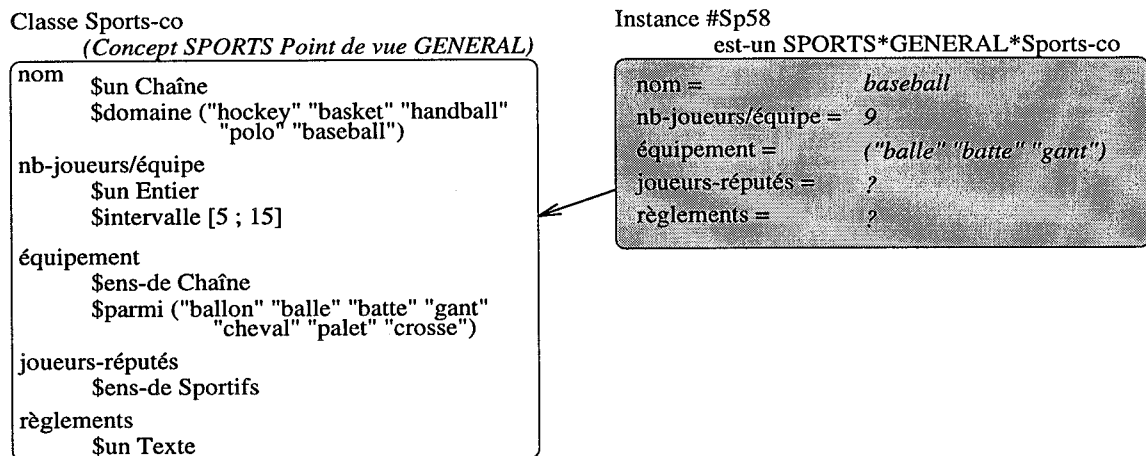 Classe Sports-co
(Concept SPORTS Point de vue GENERAL)
nom
$un Chaîne
$domaine ("hockey" "basket" "handball"
"polo" "baseball")
nb-joueurs/équipe
$un Entier
$intervalle [5 ; 15]
équipement
$ens-de Chaîne
$parmi ("ballon" "balle" "batte" "gant"
"cheval" "palet" "crosse")
joueurs-réputés
$ens-de Sportifs
règlements
$un Texte
Instance #Sp58
est-un SPORTS*GENERAL*Sports-co
nom = baseball
nb-joueurs/équipe = 9
équipement = ("balle" "batte" "gant")
joueurs-réputés = ?
règlements = ?